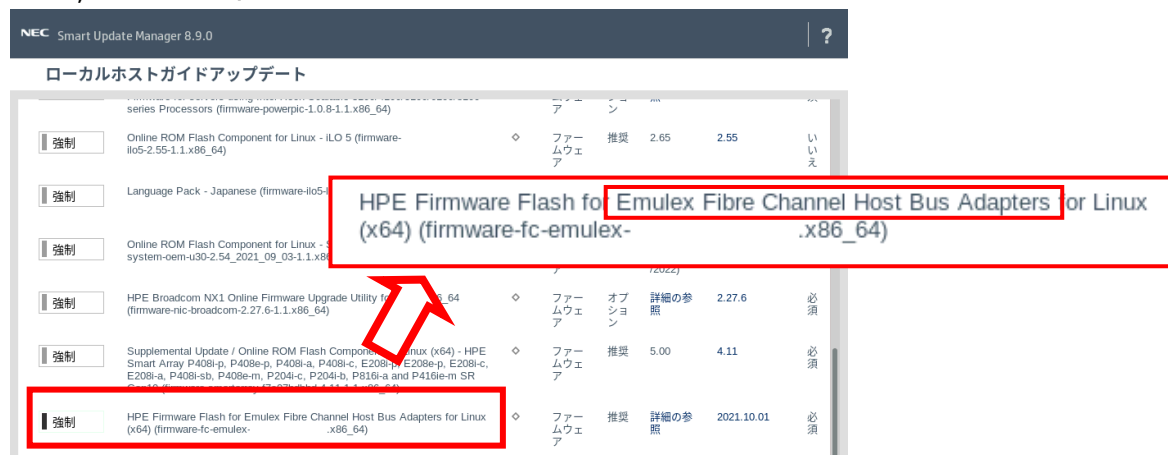 NEC Smart Update Manager 8.9.0 ?
ローカルホストガイドアップデート
series Processors (firmware-powerpic-1.0.8-1.1.x86_64)
ア ン
強制 Online ROM Flash Component for Linux - iLO 5 (firmware- ◇ ファー 推奨 2.65 2.55 い
ilo5-2.55-1.1.x86_64) ムウェ い
ア え
強制 Language Pack - Japanese (firmware-ilo5-
HPE Firmware Flash for Emulex Fibre Channel Host Bus Adapters for Linux
(x64) (firmware-fc-emulex- .x86_64)
強制 Online ROM Flash Component for Linux -
system-oem-u30-2.54_2021_09_03-1.1.x86
/2022)
強制 HPE Broadcom NX1 Online Firmware Upgrade Utility _64 ◇ ファー オプ 詳細の参 2.27.6 必
(firmware-nic-broadcom-2.27.6-1.1.x86_64) ムウェ ショ 照 須
ア ン
強制 Supplemental Update / Online ROM Flash Linux (x64) - HPE ◇ ファー 推奨 5.00 4.11 必
Smart Array P408i-p, P408e-p, P408i-a, P408i-c, E208i-p, E208e-p, E208i-c, ムウェ 須
E208i-a, P408i-sb, P408e-m, P204i-c, P204i-b, P816i-a and P416ie-m SR ア
強制 HPE Firmware Flash for Emulex Fibre Channel Host Bus Adapters for Linux ◇ ファー 推奨 詳細の参 2021.10.01 必
(x64) (firmware-fc-emulex- .x86_64) ムウェ 照 須
ア